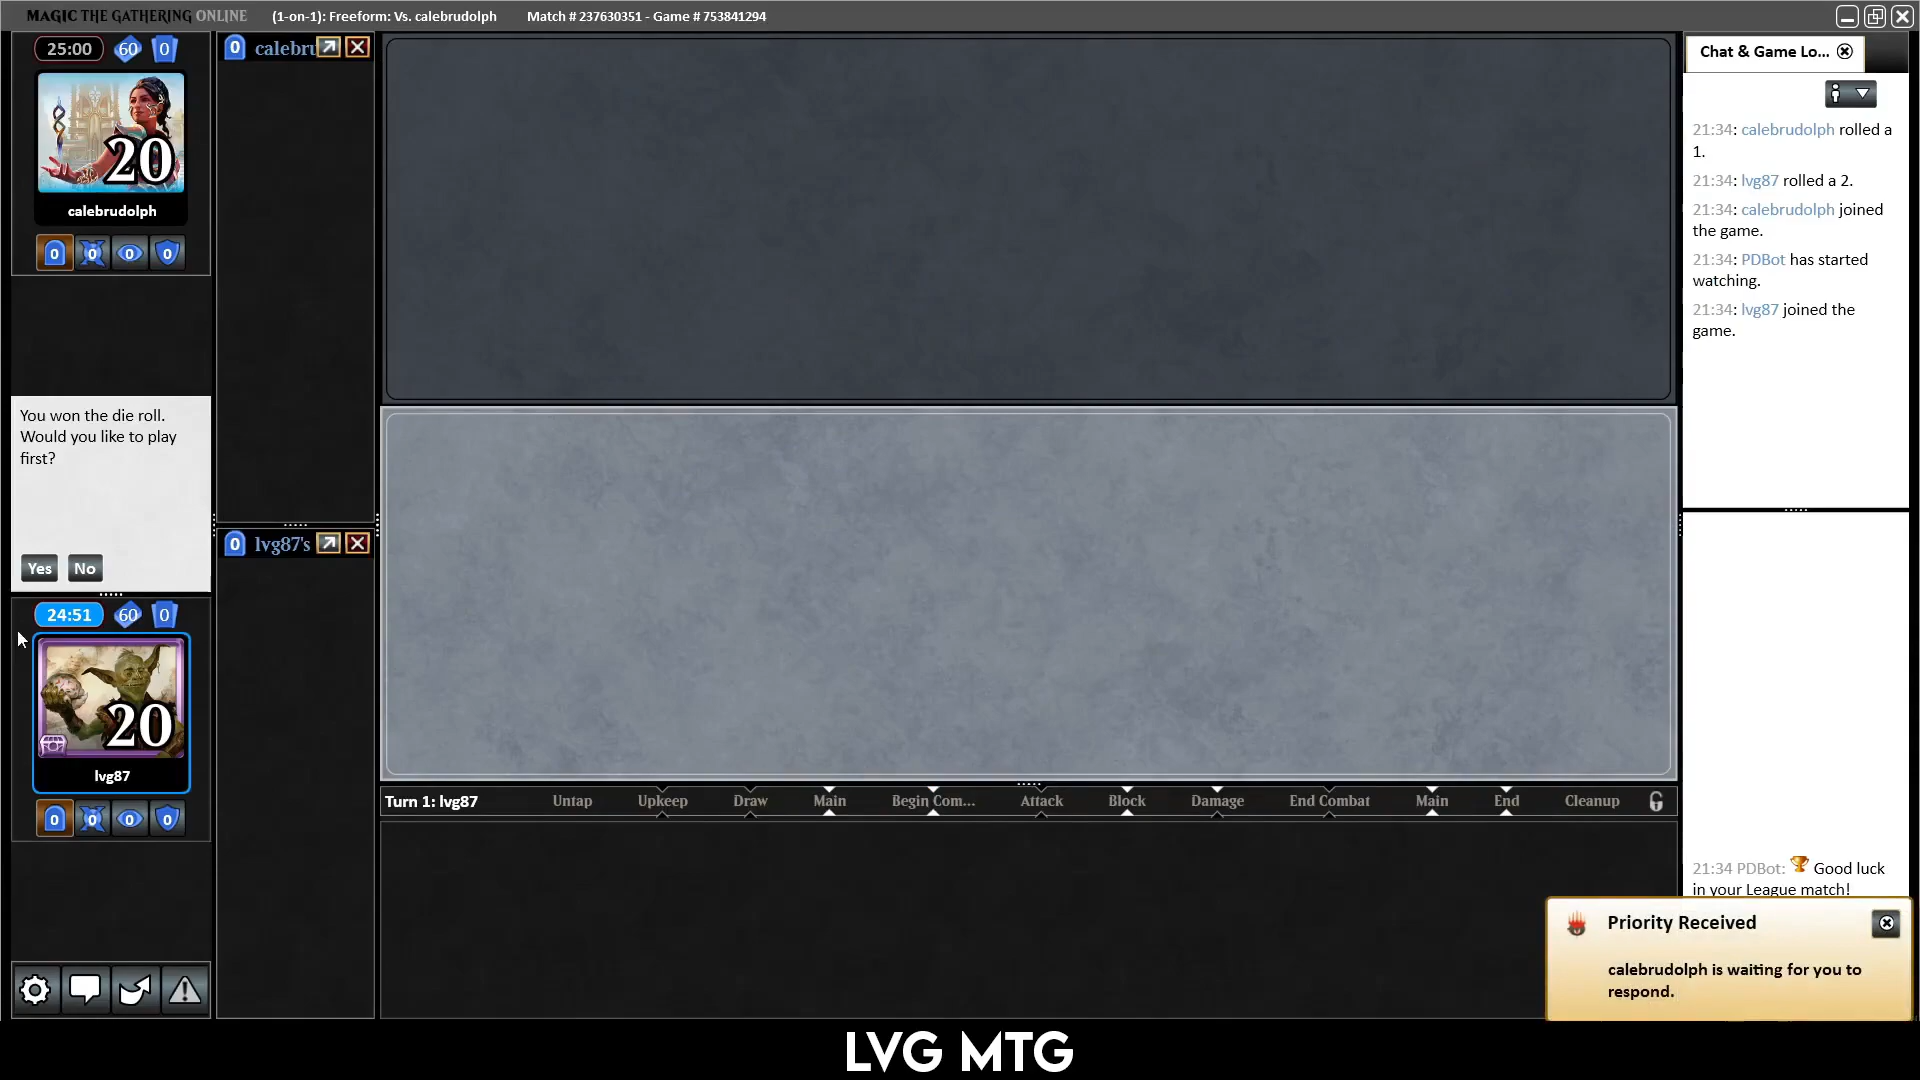 MAGIC THE GATHERING ONLINE (1-on-1): Freeform: Vs. calebrudolph Match # 237630351 - Game # 753841294
25:00 60 0
20
calebrudolph
0 0 0 0
0 calebru
You won the die roll.
Would you like to play
first?
Yes No
24:51 60 0
20
lvg87
0 0 0 0
0 lvg87's
Turn 1: lvg87 Untap Upkeep Draw Main Begin Com... Attack Block Damage End Combat Main End Cleanup
Chat & Game Lo...
21:34: calebrudolph rolled a
1.
21:34: lvg87 rolled a 2.
21:34: calebrudolph joined
the game.
21:34: PDBot has started
watching.
21:34: lvg87 joined the
game.
21:34 PDBot: 🏆 Good luck
in your League match!
Priority Received
calebrudolph is waiting for you to
respond.
LVG MTG